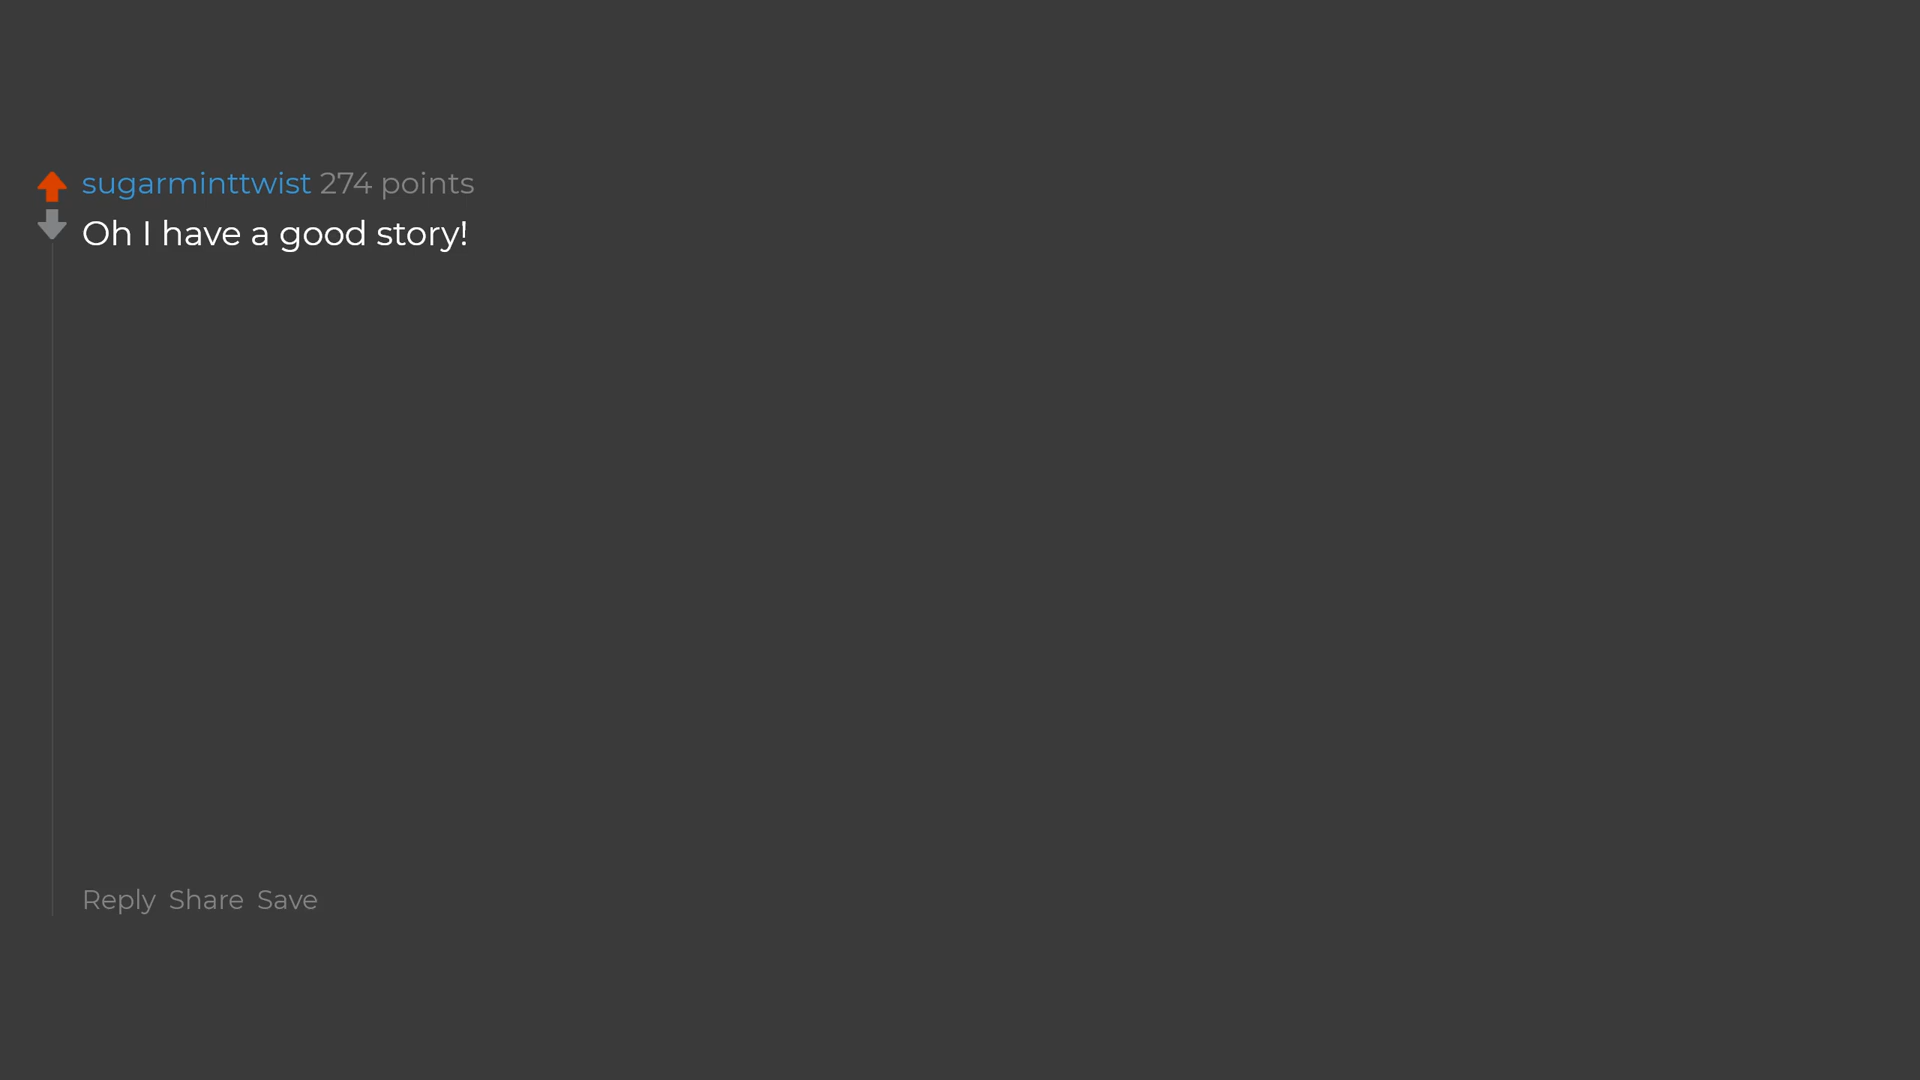 sugarminttwist 274 points
Oh I have a good story!
Reply Share Save